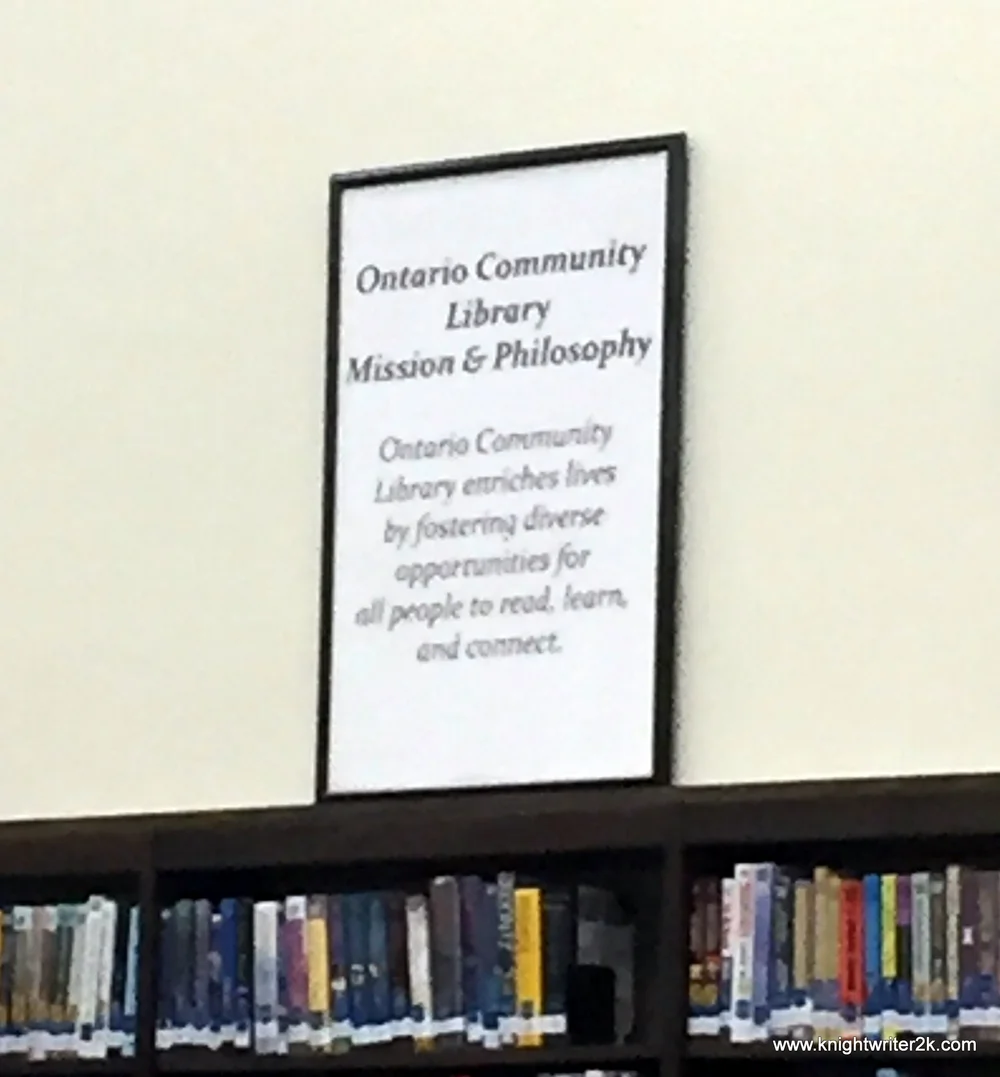 Ontario Community
Library
Mission & Philosophy
Ontario Community
Library enriches lives
by fostering diverse
opportunities for
all people to read, learn,
and connect.
www.knightwriter2k.com